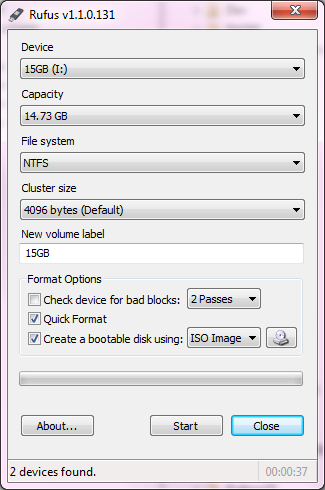 Rufus v1.1.0.131
Device
15GB (I:)
Capacity
14.73 GB
File system
NTFS
Cluster size
4096 bytes (Default)
New volume label
15GB
Format Options
Check device for bad blocks: 2 Passes
Quick Format
Create a bootable disk using: ISO Image
About... Start Close
2 devices found. 00:00:37